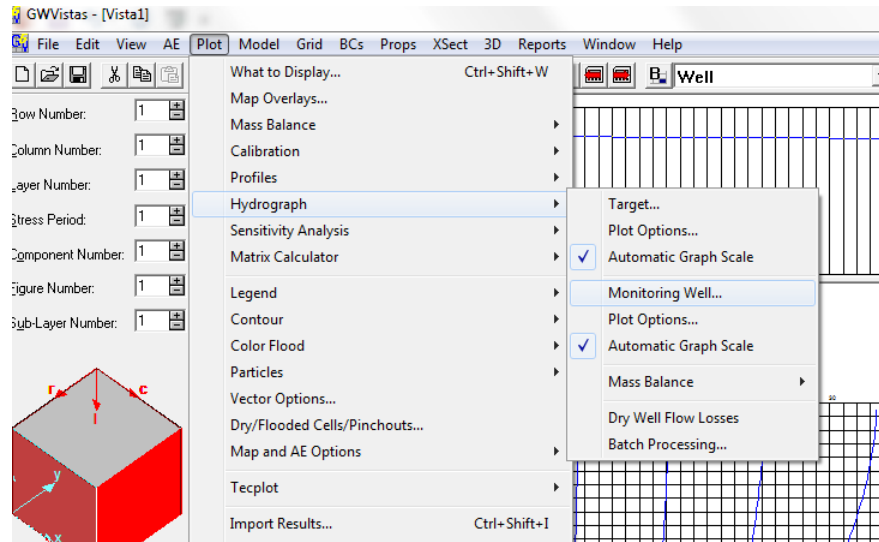 GWVistas - [Vista1]
File Edit View AE Plot Model Grid BCs Props XSect 3D Reports Window Help
Well
Row Number: 1
Column Number: 1
Layer Number: 1
Stress Period: 1
Component Number: 1
Figure Number: 1
Sub-Layer Number: 1
r c
l
y
x
What to Display... Ctrl+Shift+W
Map Overlays...
Mass Balance
Calibration
Profiles
Hydrograph
Sensitivity Analysis
Matrix Calculator
Legend
Contour
Color Flood
Particles
Vector Options...
Dry/Flooded Cells/Pinchouts...
Map and AE Options
Tecplot
Import Results... Ctrl+Shift+I
Target...
Plot Options...
Automatic Graph Scale
Monitoring Well...
Plot Options...
Automatic Graph Scale
Mass Balance
Dry Well Flow Losses
Batch Processing...